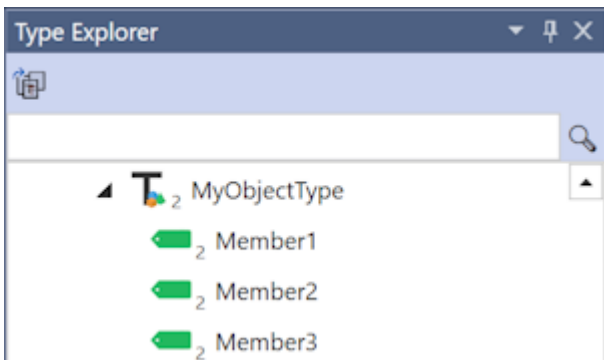 Type Explorer
2 MyObjectType
2 Member1
2 Member2
2 Member3